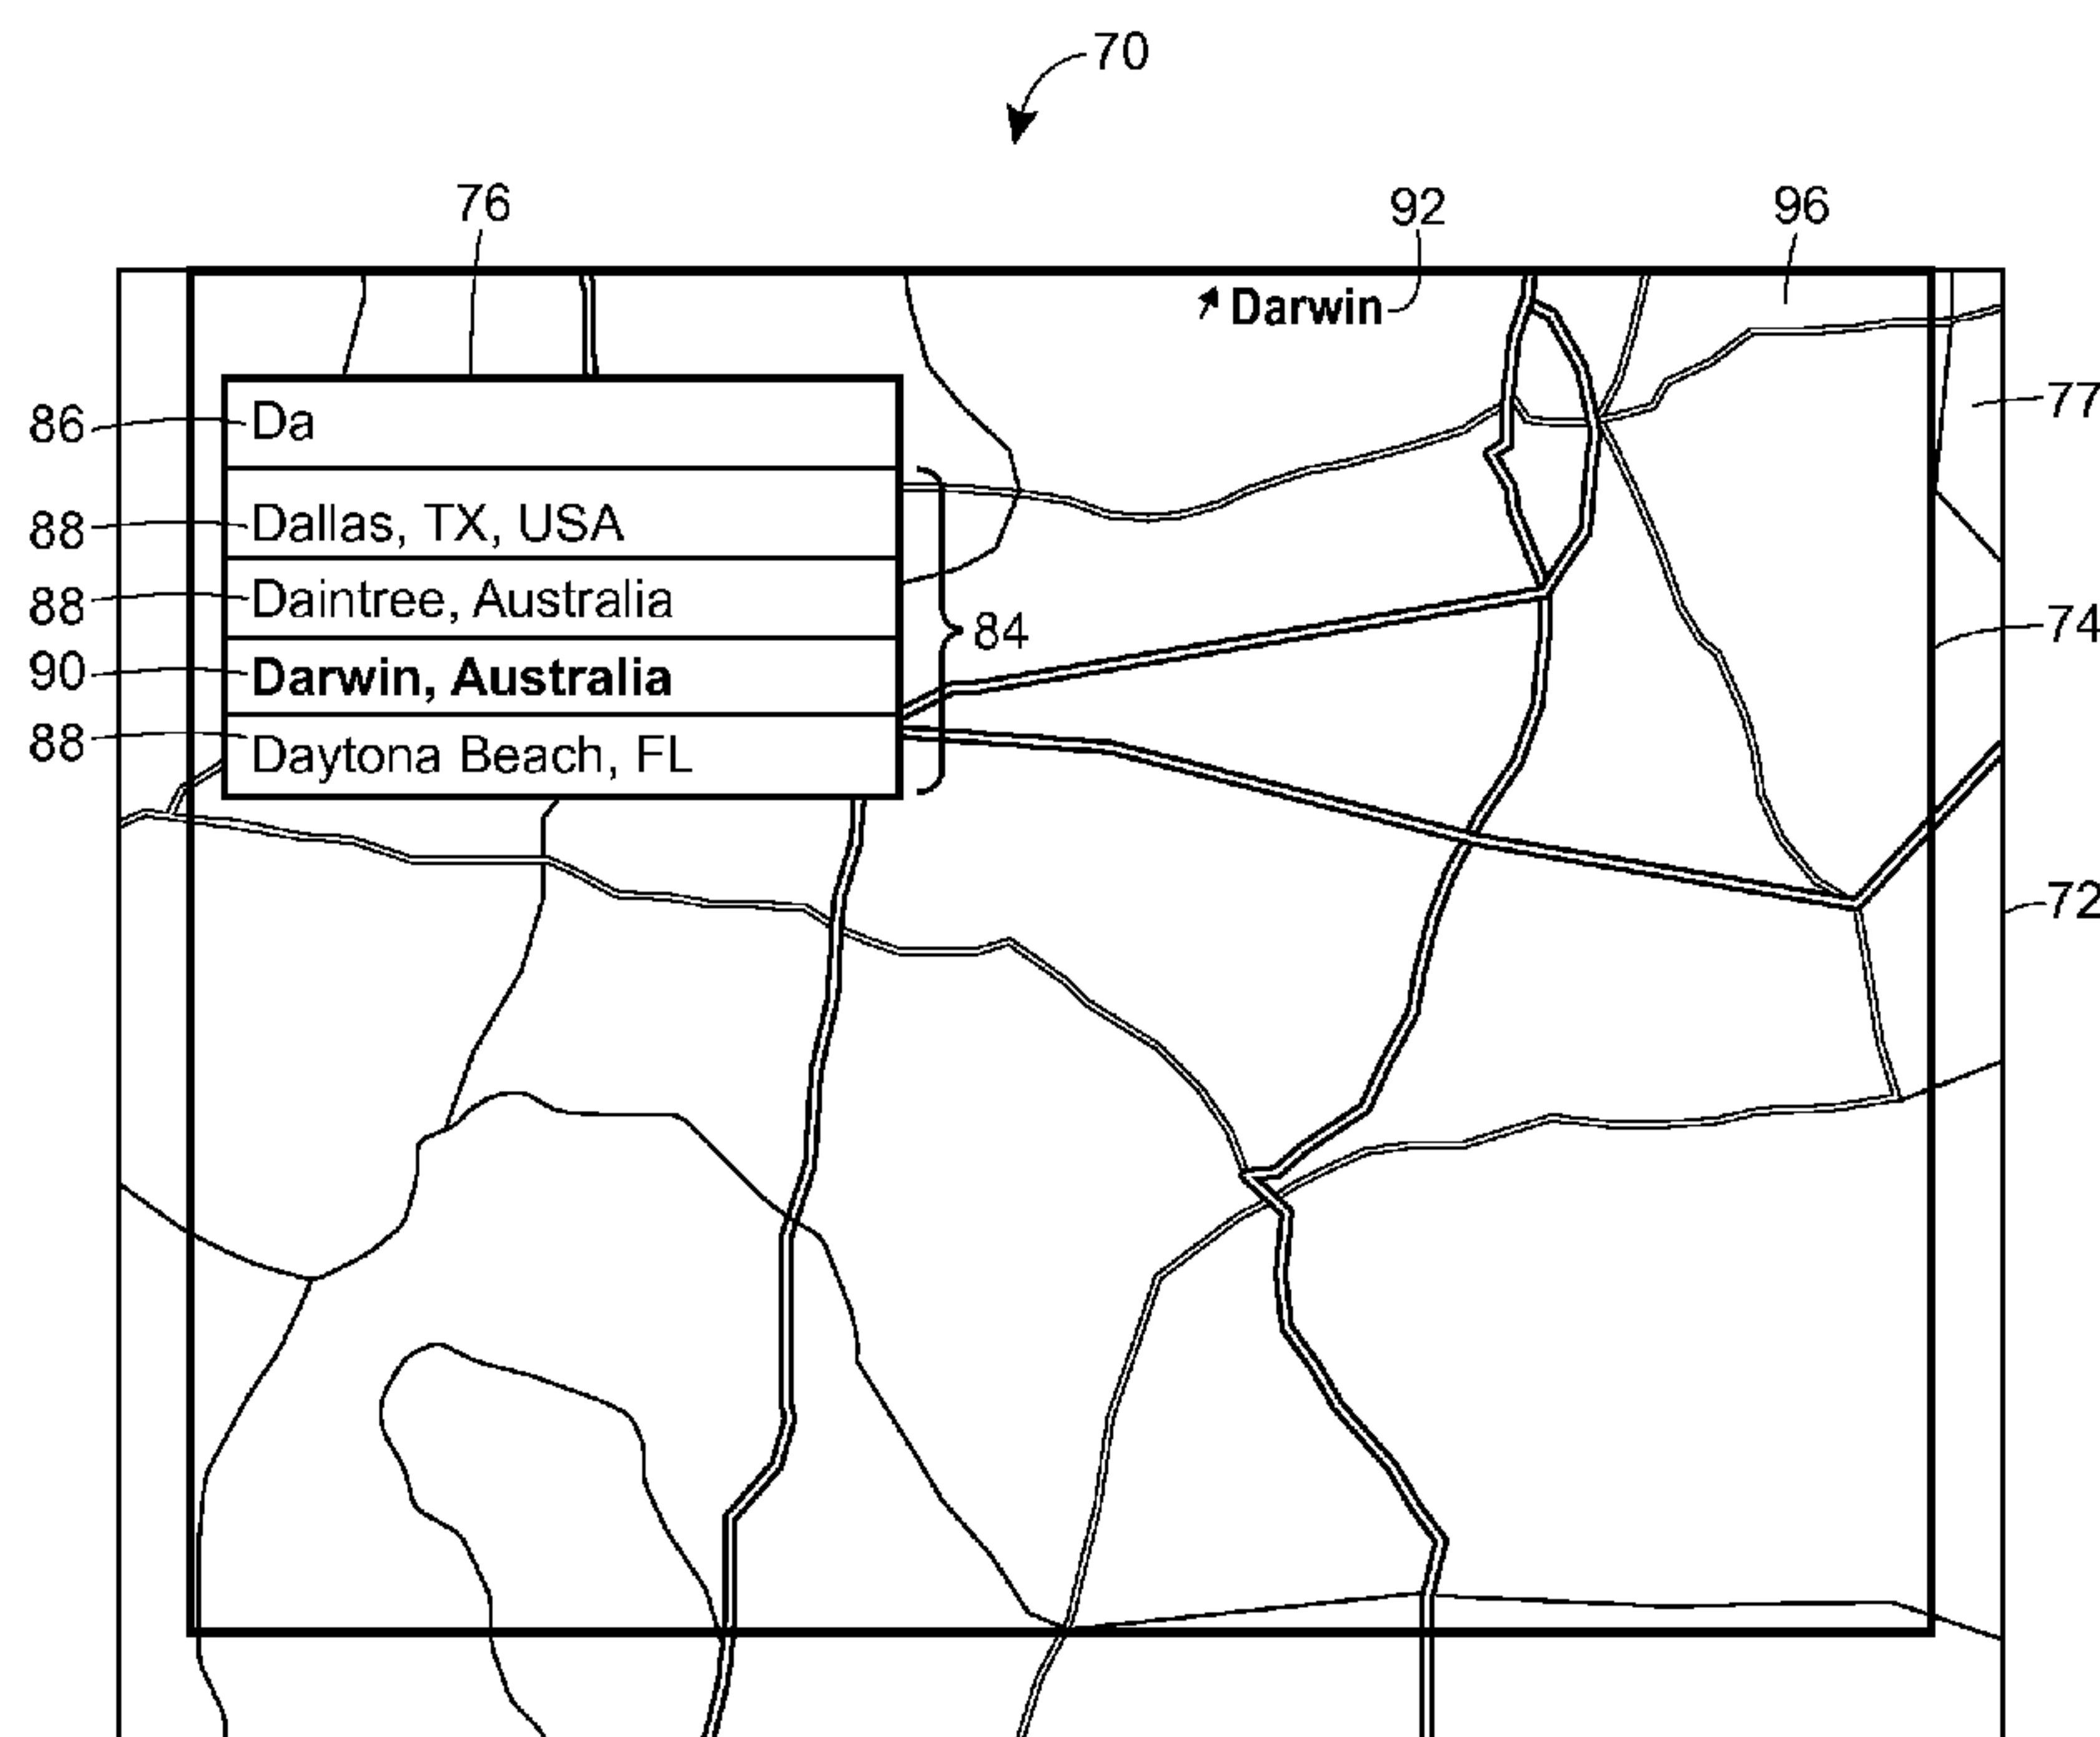 70
76
92
96
Darwin
77
86
Da
88
Dallas, TX, USA
88
Daintree, Australia
84
74
90
Darwin, Australia
88
Daytona Beach, FL
72